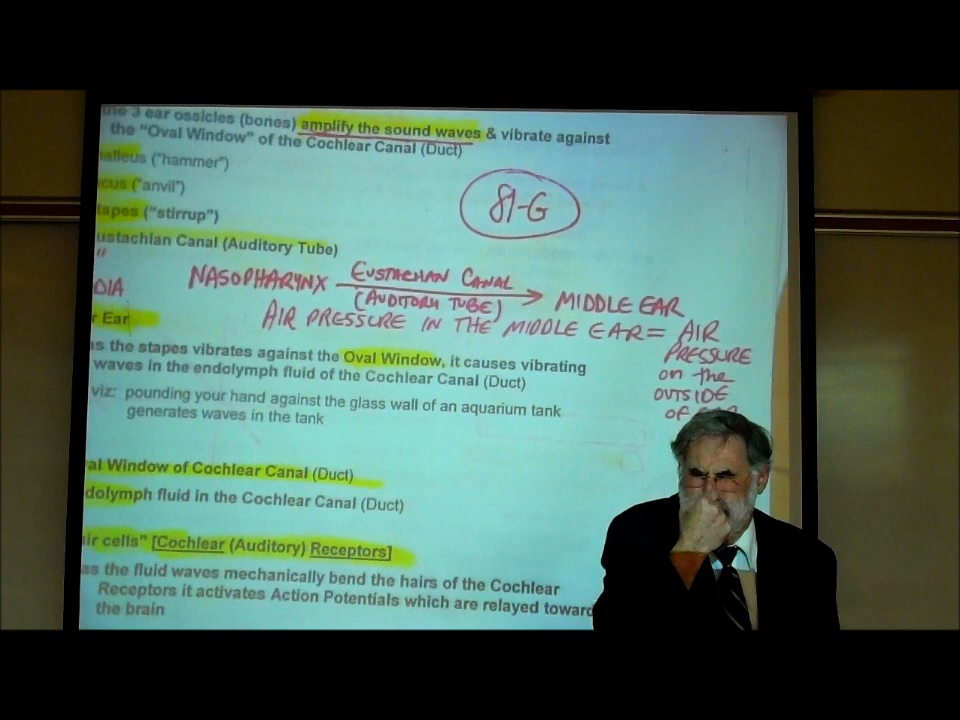 the 3 ear ossicles (bones) amplify the sound waves & vibrate against
the "Oval Window" of the Cochlear Canal (Duct)
alleus ("hammer")
cus ("anvil")
tapes ("stirrup")
81-G
ustachian Canal (Auditory Tube)
"
DIA
NASOPHARYNX EUSTACHIAN CANAL MIDDLE EAR
(AUDITORY TUBE)
AIR PRESSURE IN THE MIDDLE EAR = AIR
PRESSURE
on the
OUTSIDE
OF
r Ear
as the stapes vibrates against the Oval Window, it causes vibrating
waves in the endolymph fluid of the Cochlear Canal (Duct)
viz: pounding your hand against the glass wall of an aquarium tank
generates waves in the tank
al Window of Cochlear Canal (Duct)
dolymph fluid in the Cochlear Canal (Duct)
air cells" [Cochlear (Auditory) Receptors]
as the fluid waves mechanically bend the hairs of the Cochlear
Receptors it activates Action Potentials which are relayed toward
the brain